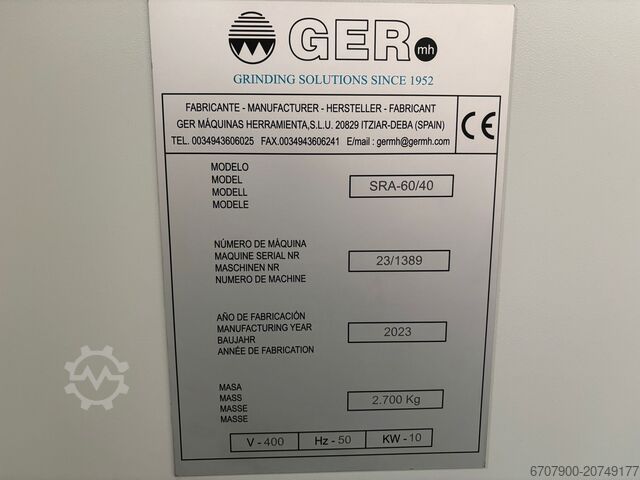 GER mh
GRINDING SOLUTIONS SINCE 1952
FABRICANTE - MANUFACTURER - HERSTELLER - FABRICANT
GER MÁQUINAS HERRAMIENTA,S.L.U. 20829 ITZIAR-DEBA (SPAIN)
TEL. 0034943606025 FAX.0034943606241 E/mail : germh@germh.com
CE
MODELO
MODEL
MODELL
MODELE
SRA-60/40
NÚMERO DE MÁQUINA
MAQUINE SERIAL NR
MASCHINEN NR
NUMERO DE MACHINE
23/1389
AÑO DE FABRICACIÓN
MANUFACTURING YEAR
BAUJAHR
ANNÉE DE FABRICATION
2023
MASA
MASS
MASSE
MASSE
2.700 Kg
V - 400 Hz - 50 KW - 10
6707900-20749177